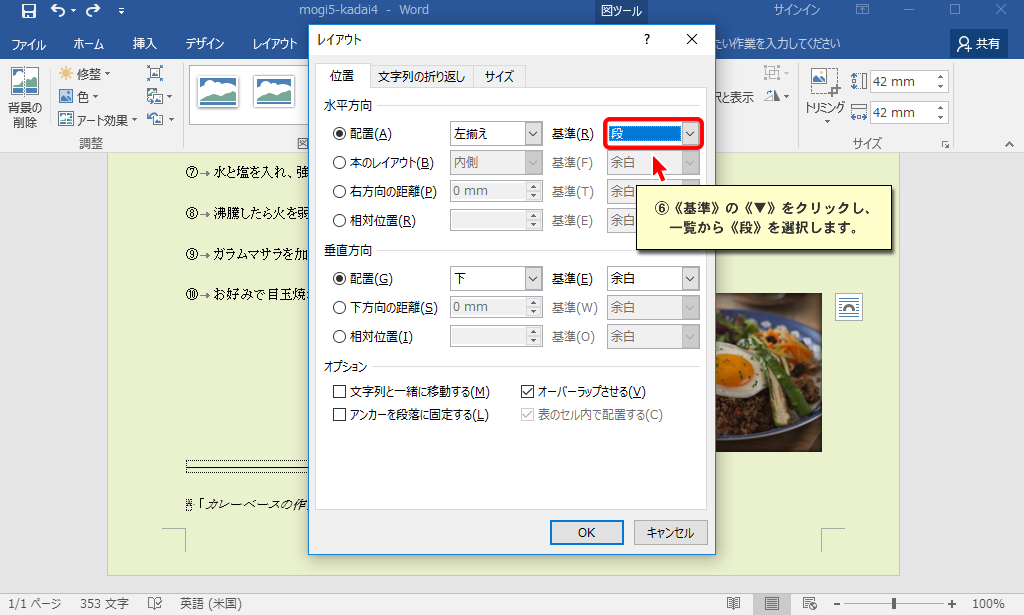 mogi5-kadai4 - Word
図ツール
サインイン
ファイル
ホーム
挿入
デザイン
レイアウト
たい作業を入力してください
共有
背景の
削除
修整
色
アート効果
調整
図
択と表示
トリミング
42 mm
42 mm
サイズ
⑦→水と塩を入れ、強
⑧→沸騰したら火を弱
⑨→ガラムマサラを加
⑩→お好みで目玉焼
「カレーベースの作
レイアウト
?
位置
文字列の折り返し
サイズ
水平方向
配置(A)
左揃え
基準(R)
段
本のレイアウト(B)
内側
基準(F)
余白
右方向の距離(P)
0 mm
基準(T)
余白
相対位置(R)
基準(E)
余白
⑥《基準》の《▼》をクリックし、
一覧から《段》を選択します。
垂直方向
配置(G)
下
基準(E)
余白
下方向の距離(S)
0 mm
基準(W)
余白
相対位置(I)
基準(O)
余白
オプション
文字列と一緒に移動する(M)
オーバーラップさせる(V)
アンカーを段落に固定する(L)
表のセル内で配置する(C)
OK
キャンセル
1/1 ページ
353 文字
英語 (米国)
100%